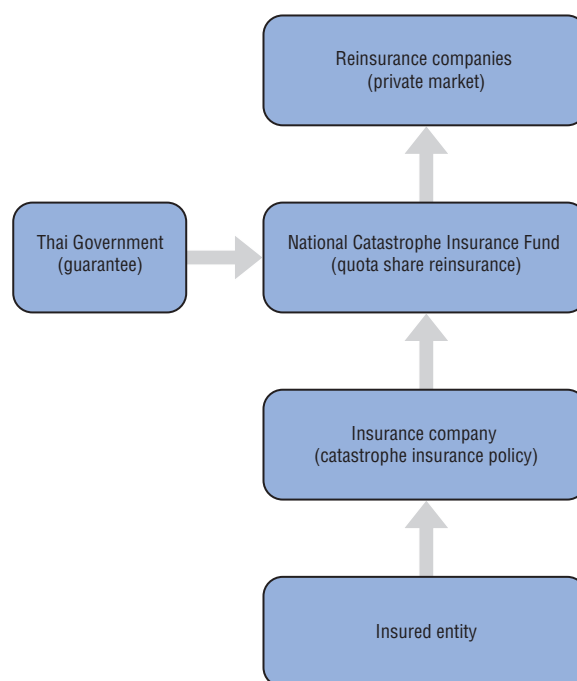 Reinsurance companies
(private market)
Thai Government
(guarantee)
National Catastrophe Insurance Fund
(quota share reinsurance)
Insurance company
(catastrophe insurance policy)
Insured entity